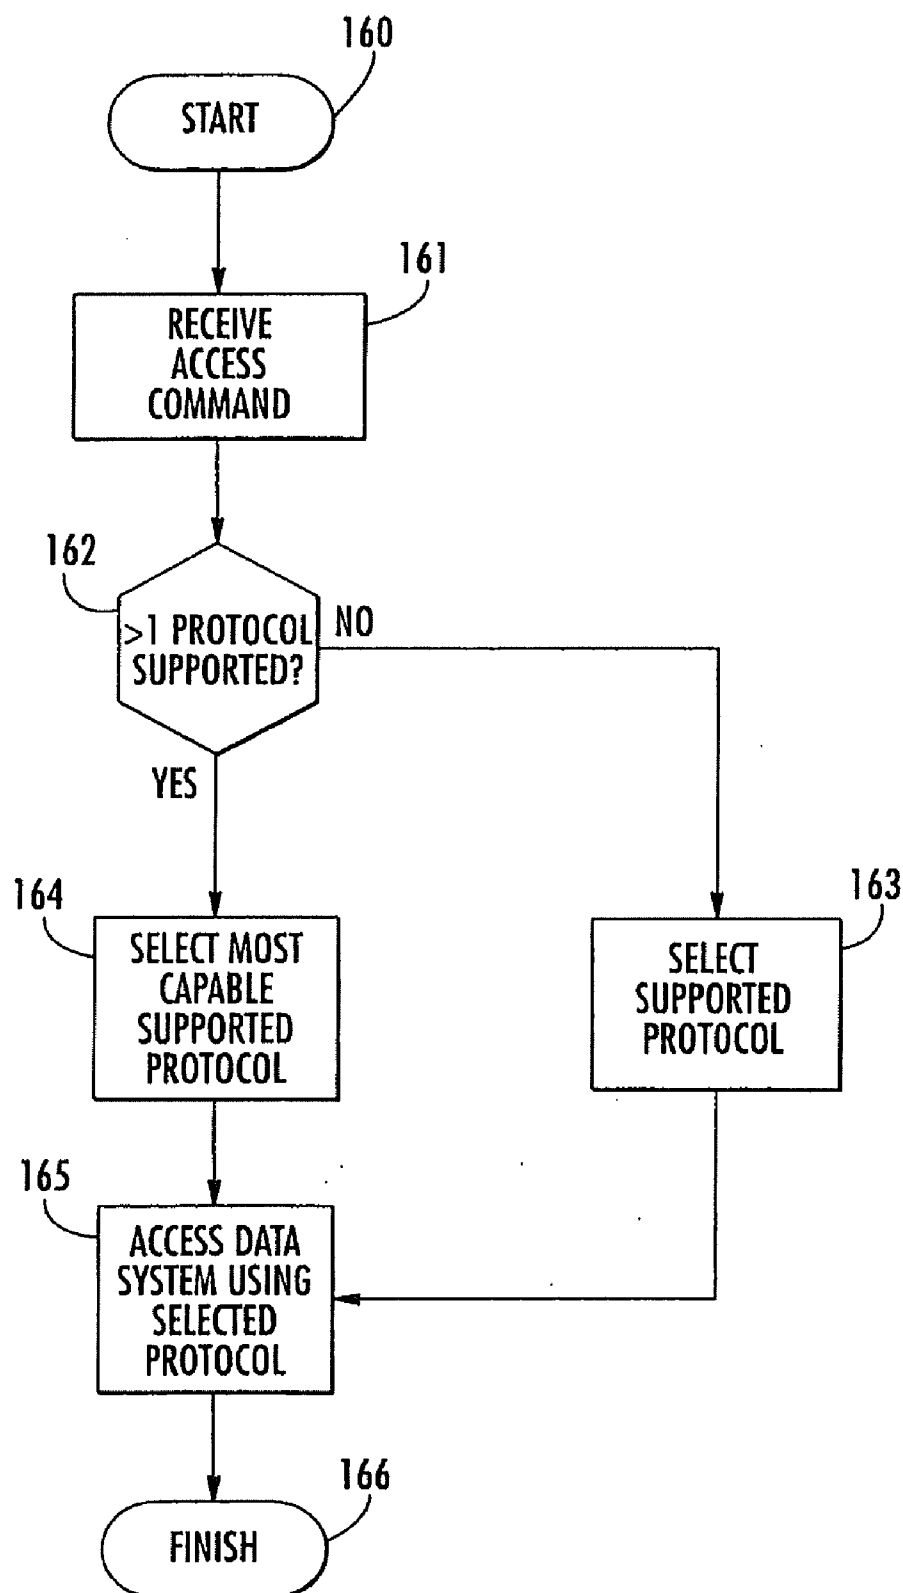 160
START
161
RECEIVE
ACCESS
COMMAND
162
>1 PROTOCOL
SUPPORTED?
NO
YES
164
SELECT MOST
CAPABLE
SUPPORTED
PROTOCOL
163
SELECT
SUPPORTED
PROTOCOL
165
ACCESS DATA
SYSTEM USING
SELECTED
PROTOCOL
166
FINISH